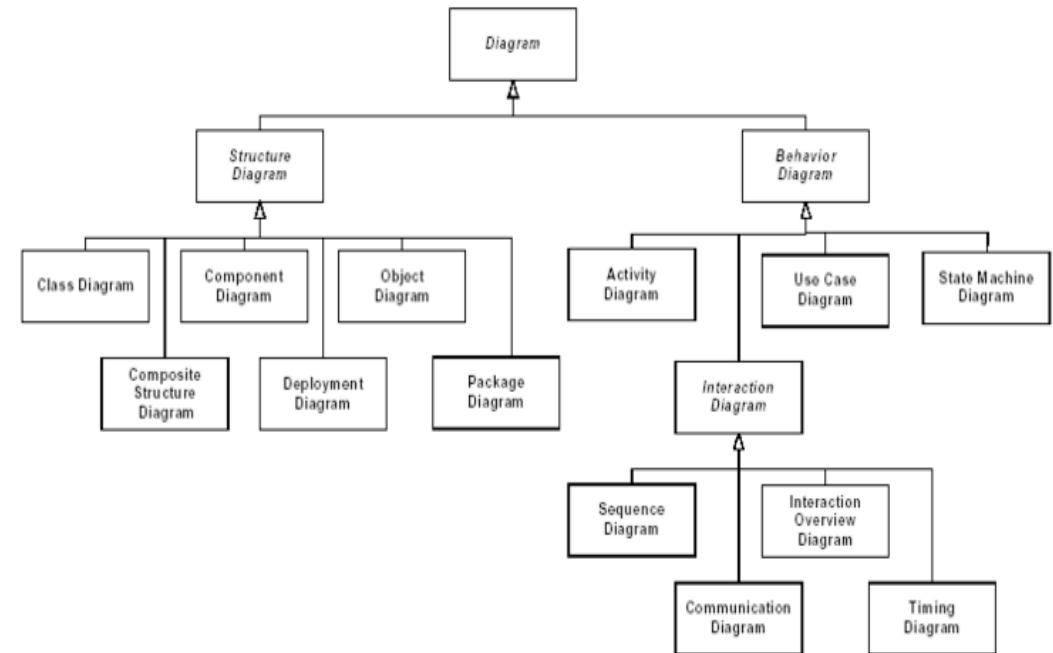 Diagram
Structure
Diagram
Behavior
Diagram
Class Diagram
Component
Diagram
Object
Diagram
Activity
Diagram
Use Case
Diagram
State Machine
Diagram
Composite
Structure
Diagram
Deployment
Diagram
Package
Diagram
Interaction
Diagram
Sequence
Diagram
Interaction
Overview
Diagram
Communication
Diagram
Timing
Diagram